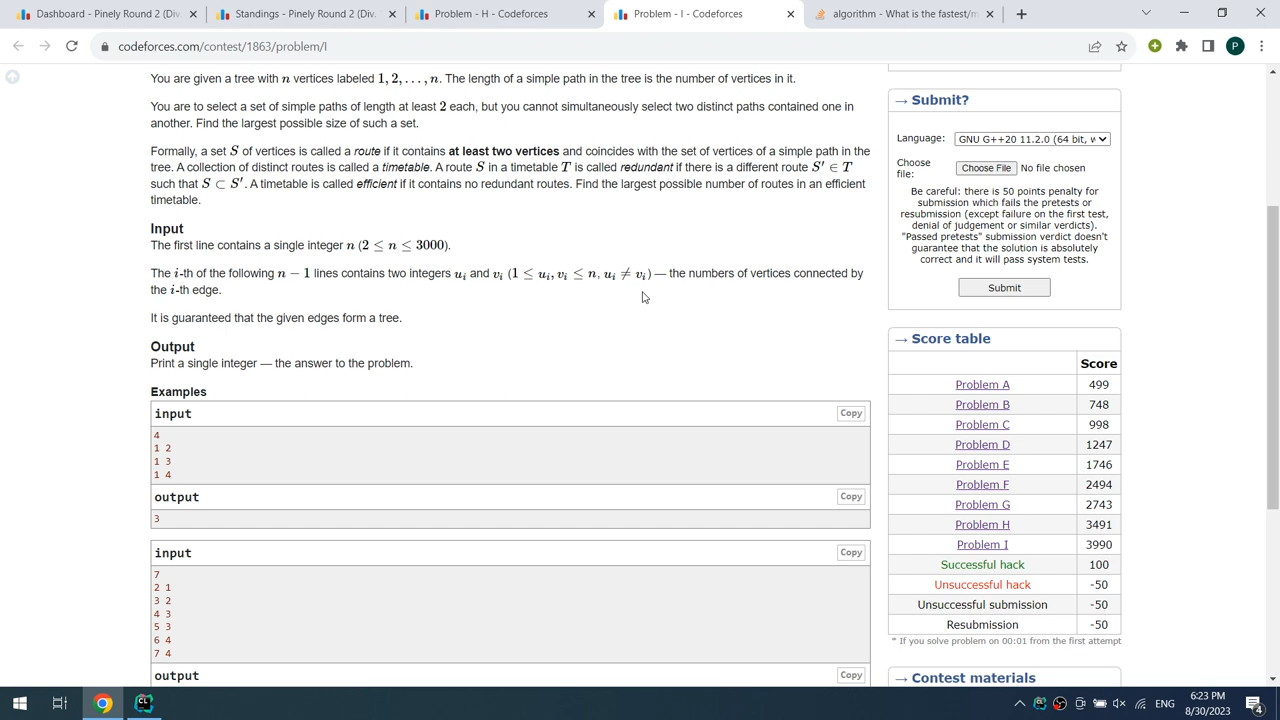 Dashboard - Pinely Round 2 (Div.
Standings - Pinely Round 2 (Div.
Problem - H - Codeforces
Problem - I - Codeforces
algorithm - What is the fastest/m
codeforces.com/contest/1863/problem/I
P
You are given a tree with n vertices labeled 1, 2, . . . , n. The length of a simple path in the tree is the number of vertices in it.
You are to select a set of simple paths of length at least 2 each, but you cannot simultaneously select two distinct paths contained one in
another. Find the largest possible size of such a set.
Formally, a set S of vertices is called a route if it contains at least two vertices and coincides with the set of vertices of a simple path in the
tree. A collection of distinct routes is called a timetable. A route S in a timetable T is called redundant if there is a different route S′ ∈ T
such that S ⊂ S′. A timetable is called efficient if it contains no redundant routes. Find the largest possible number of routes in an efficient
timetable.
Input
The first line contains a single integer n (2 ≤ n ≤ 3000).
The i-th of the following n − 1 lines contains two integers uᵢ and vᵢ (1 ≤ uᵢ, vᵢ ≤ n, uᵢ ≠ vᵢ) — the numbers of vertices connected by
the i-th edge.
It is guaranteed that the given edges form a tree.
Output
Print a single integer — the answer to the problem.
Examples
input
Copy
4
1 2
1 3
1 4
output
Copy
3
input
Copy
7
2 1
3 2
4 3
5 3
6 4
7 4
output
Copy
→ Submit?
Language:
GNU G++20 11.2.0 (64 bit, w
Choose
file:
Choose File
No file chosen
Be careful: there is 50 points penalty for
submission which fails the pretests or
resubmission (except failure on the first test,
denial of judgement or similar verdicts).
"Passed pretests" submission verdict doesn't
guarantee that the solution is absolutely
correct and it will pass system tests.
Submit
→ Score table
Score
Problem A 499
Problem B 748
Problem C 998
Problem D 1247
Problem E 1746
Problem F 2494
Problem G 2743
Problem H 3491
Problem I 3990
Successful hack 100
Unsuccessful hack -50
Unsuccessful submission -50
Resubmission -50
* If you solve problem on 00:01 from the first attempt
→ Contest materials
CL
ENG
6:23 PM
8/30/2023
4